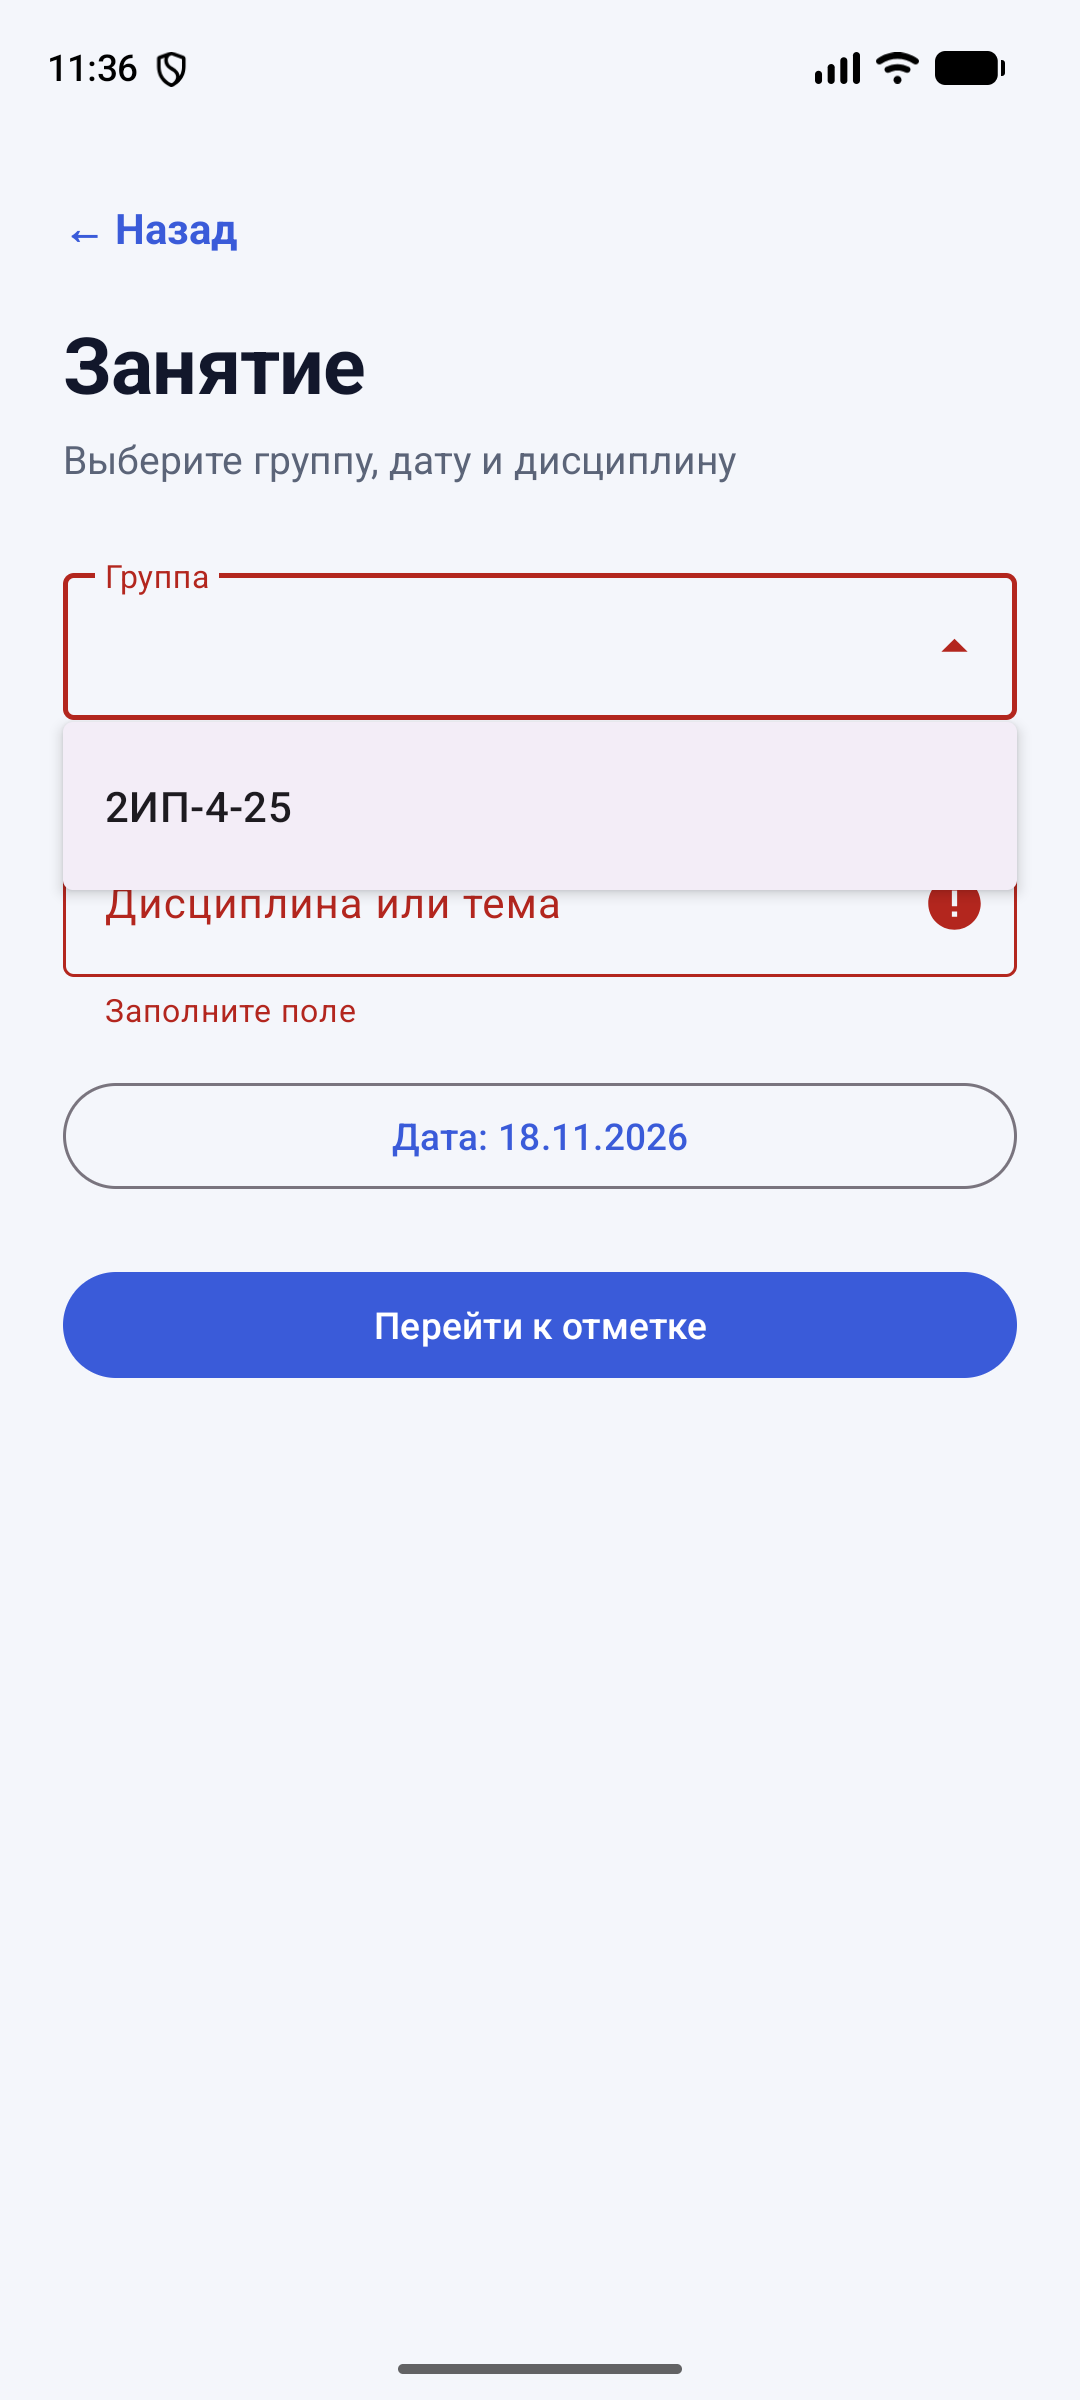 11:36
← Назад
Занятие
Выберите группу, дату и дисциплину
Группа
2ИП-4-25
Дисциплина или тема
Заполните поле
Дата: 18.11.2026
Перейти к отметке